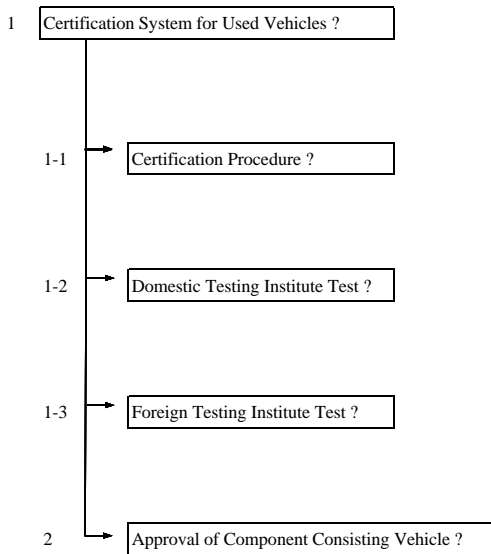 1 Certification System for Used Vehicles ?
1-1 Certification Procedure ?
1-2 Domestic Testing Institute Test ?
1-3 Foreign Testing Institute Test ?
2 Approval of Component Consisting Vehicle ?